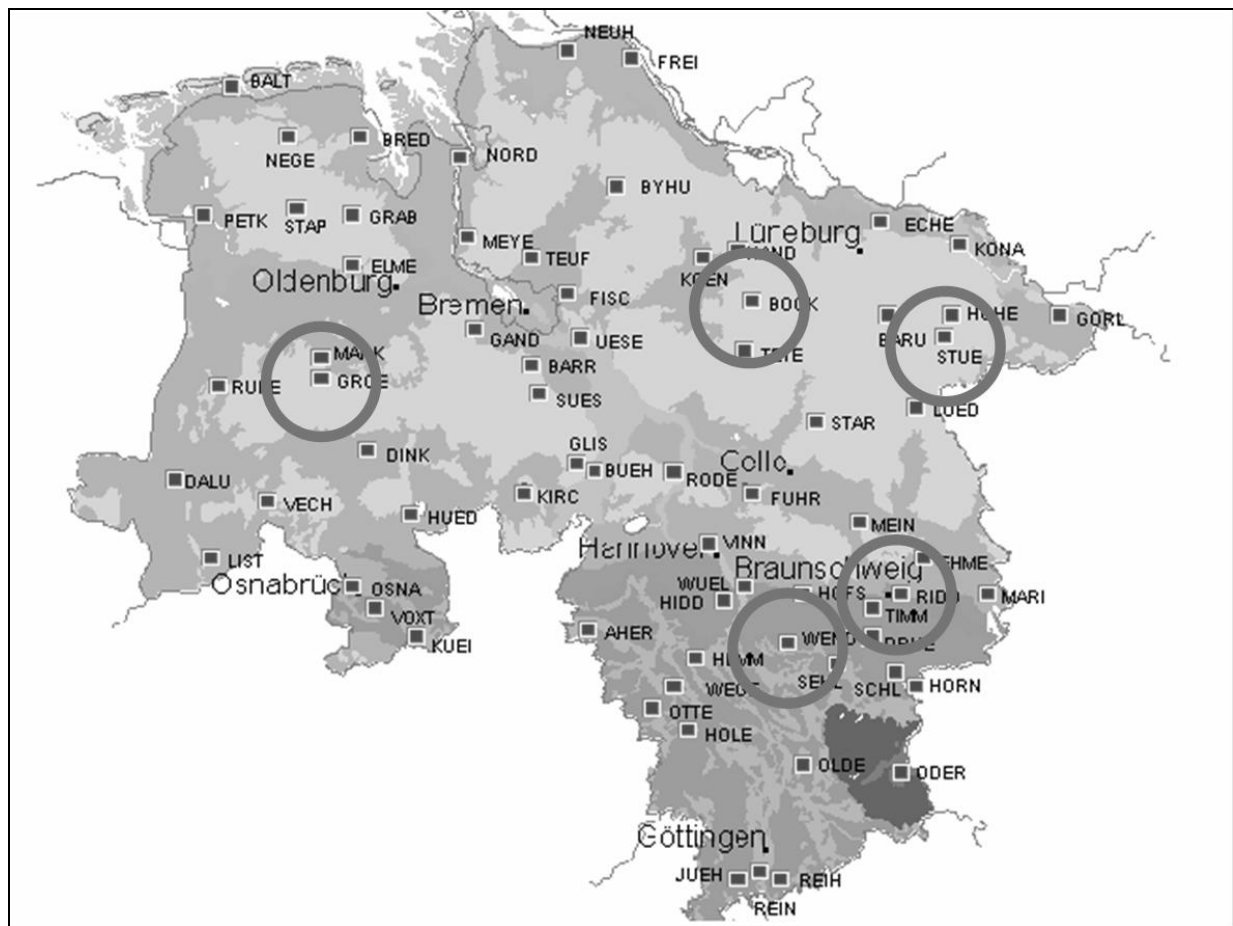 NEUH
FREI
BALT
BRED
NEGE
NORD
BYHU
PETK
STAP
GRAB
ECHE
MEYE
Lüneburg
KONA
TEUF
KOEN
ELME
Oldenburg
FISC
Bremen
BOCK
HOHE
GORL
GAND
UESE
BARU
STUE
BARR
GROE
SUES
LUED
STAR
DINK
GLIS
BUEH
RODE
Celle
DALU
VECH
KIRC
FUHR
HUED
MEIN
Hannover
LIST
Osnabrück
Braunschweig
EHME
OSNA
WUEL
HIDD
HOFS
RIDD
MARI
VOXT
TIMM
AHER
KUEI
WEND
SEHL
SCHL
HORN
OTTE
HOLE
OLDE
ODER
Göttingen
JUEH
REIH
REIN